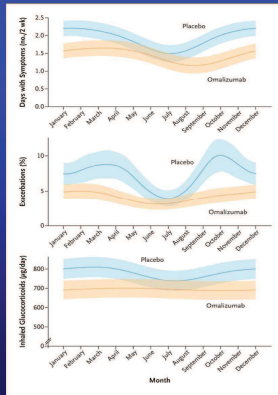 Days with Symptoms (no./2 wk)
2.5
2.0
1.5
1.0
0.5
0.0
Placebo
Omalizumab
January
February
March
April
May
June
July
August
September
October
November
December
Exacerbations (%)
10
5
0
Placebo
Omalizumab
January
February
March
April
May
June
July
August
September
October
November
December
Inhaled Glucocorticoids (µg/day)
800
700
600
500
0
Placebo
Omalizumab
January
February
March
April
May
June
July
August
September
October
November
December
Month